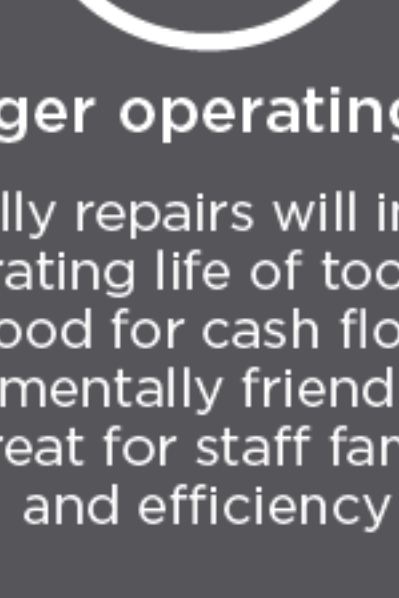 ger operating
lly repairs will i
rating life of too
ood for cash flo
mentally friend
reat for staff fam
and efficiency